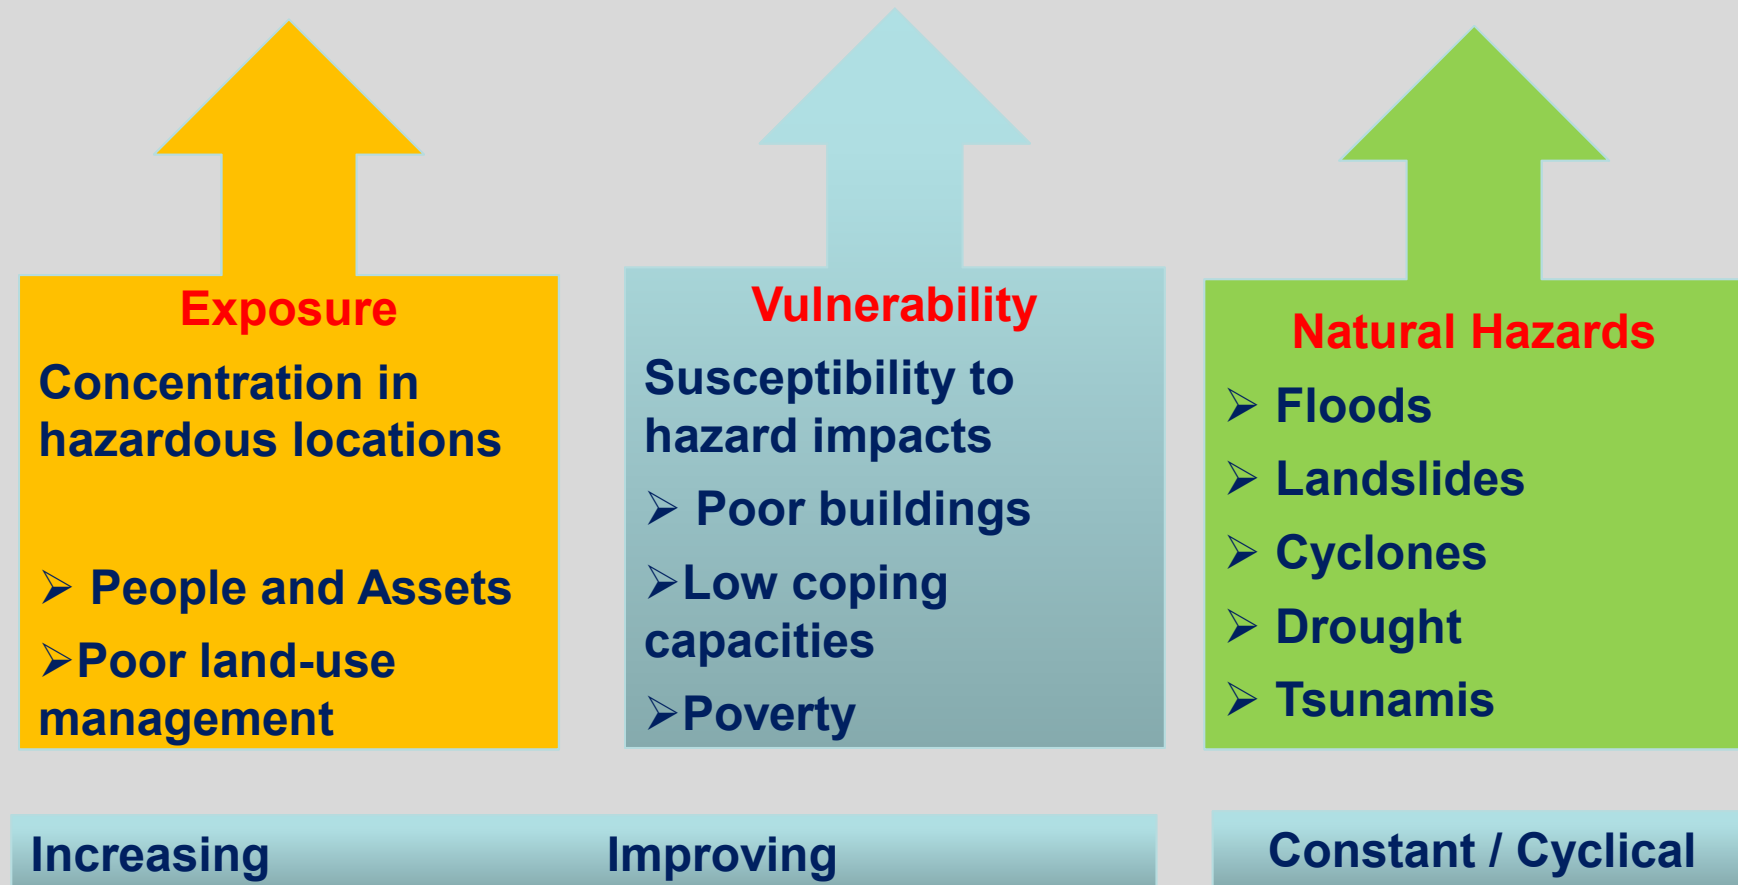 Exposure
Concentration in
hazardous locations
➢ People and Assets
➢Poor land-use
management
Vulnerability
Susceptibility to
hazard impacts
➢ Poor buildings
➢Low coping
capacities
➢Poverty
Natural Hazards
➢ Floods
➢ Landslides
➢ Cyclones
➢ Drought
➢ Tsunamis
Increasing
Improving
Constant / Cyclical